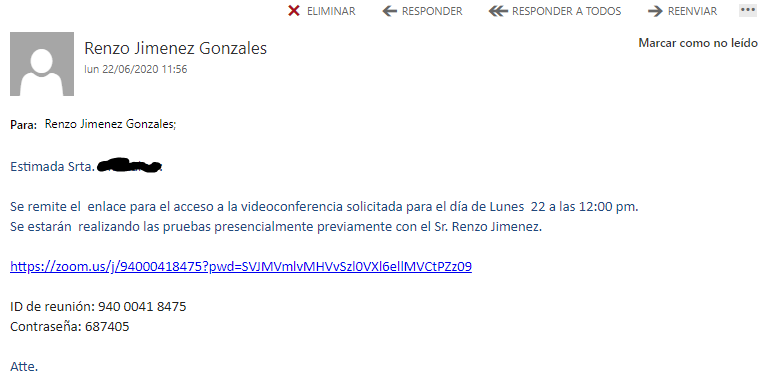 ELIMINAR RESPONDER RESPONDER A TODOS REENVIAR
Renzo Jimenez Gonzales
Marcar como no leído
lun 22/06/2020 11:56
Para: Renzo Jimenez Gonzales;
Estimada Srta.
Se remite el enlace para el acceso a la videoconferencia solicitada para el día de Lunes 22 a las 12:00 pm.
Se estarán realizando las pruebas presencialmente previamente con el Sr. Renzo Jimenez.
https://zoom.us/j/94000418475?pwd=SVJMVmlvMHVvSzl0VXl6ellMVCtPZz09
ID de reunión: 940 0041 8475
Contraseña: 687405
Atte.